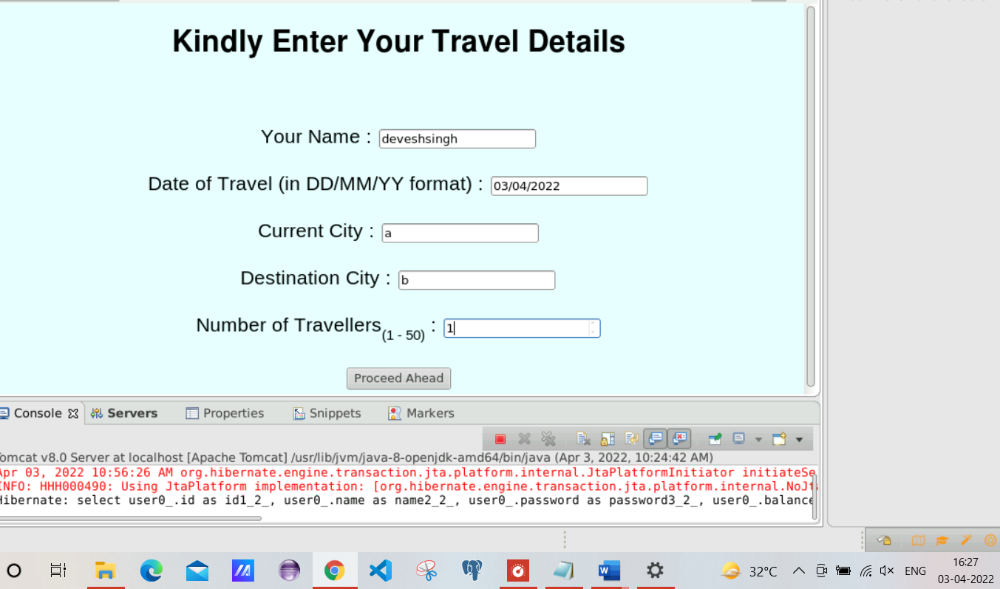 Kindly Enter Your Travel Details
Your Name : deveshsingh
Date of Travel (in DD/MM/YY format) : 03/04/2022
Current City : a
Destination City : b
Number of Travellers(1 - 50) : 1
Proceed Ahead
Console Servers Properties Snippets Markers
omcat v8.0 Server at localhost [Apache Tomcat] /usr/lib/jvm/java-8-openjdk-amd64/bin/java (Apr 3, 2022, 10:24:42 AM)
Apr 03, 2022 10:56:26 AM org.hibernate.engine.transaction.jta.platform.internal.JtaPlatformInitiator initiateSe
INFO: HHH000490: Using JtaPlatform implementation: [org.hibernate.engine.transaction.jta.platform.internal.NoJt
Hibernate: select user0_.id as id1_2_, user0_.name as name2_2_, user0_.password as password3_2_, user0_.balance
32°C ENG 16:27
03-04-2022